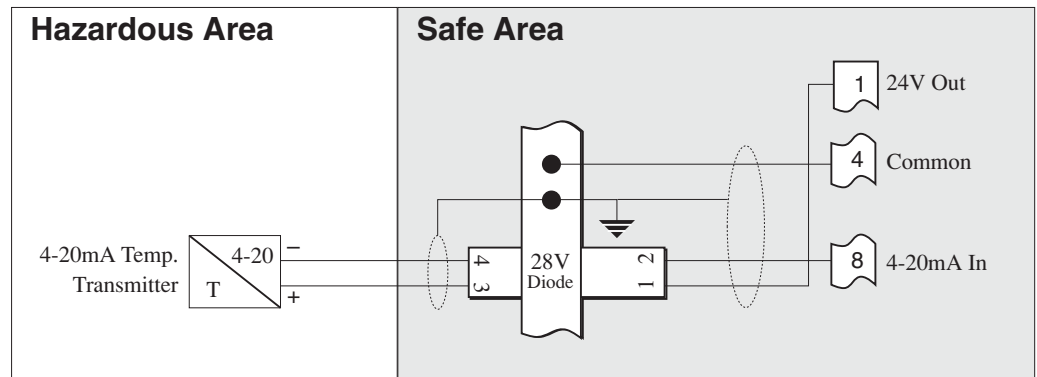 Hazardous Area
Safe Area
1 24V Out
4 Common
4-20mA Temp.
Transmitter
4-20
T
–
+
4
3
28V
Diode
2
1
8 4-20mA In